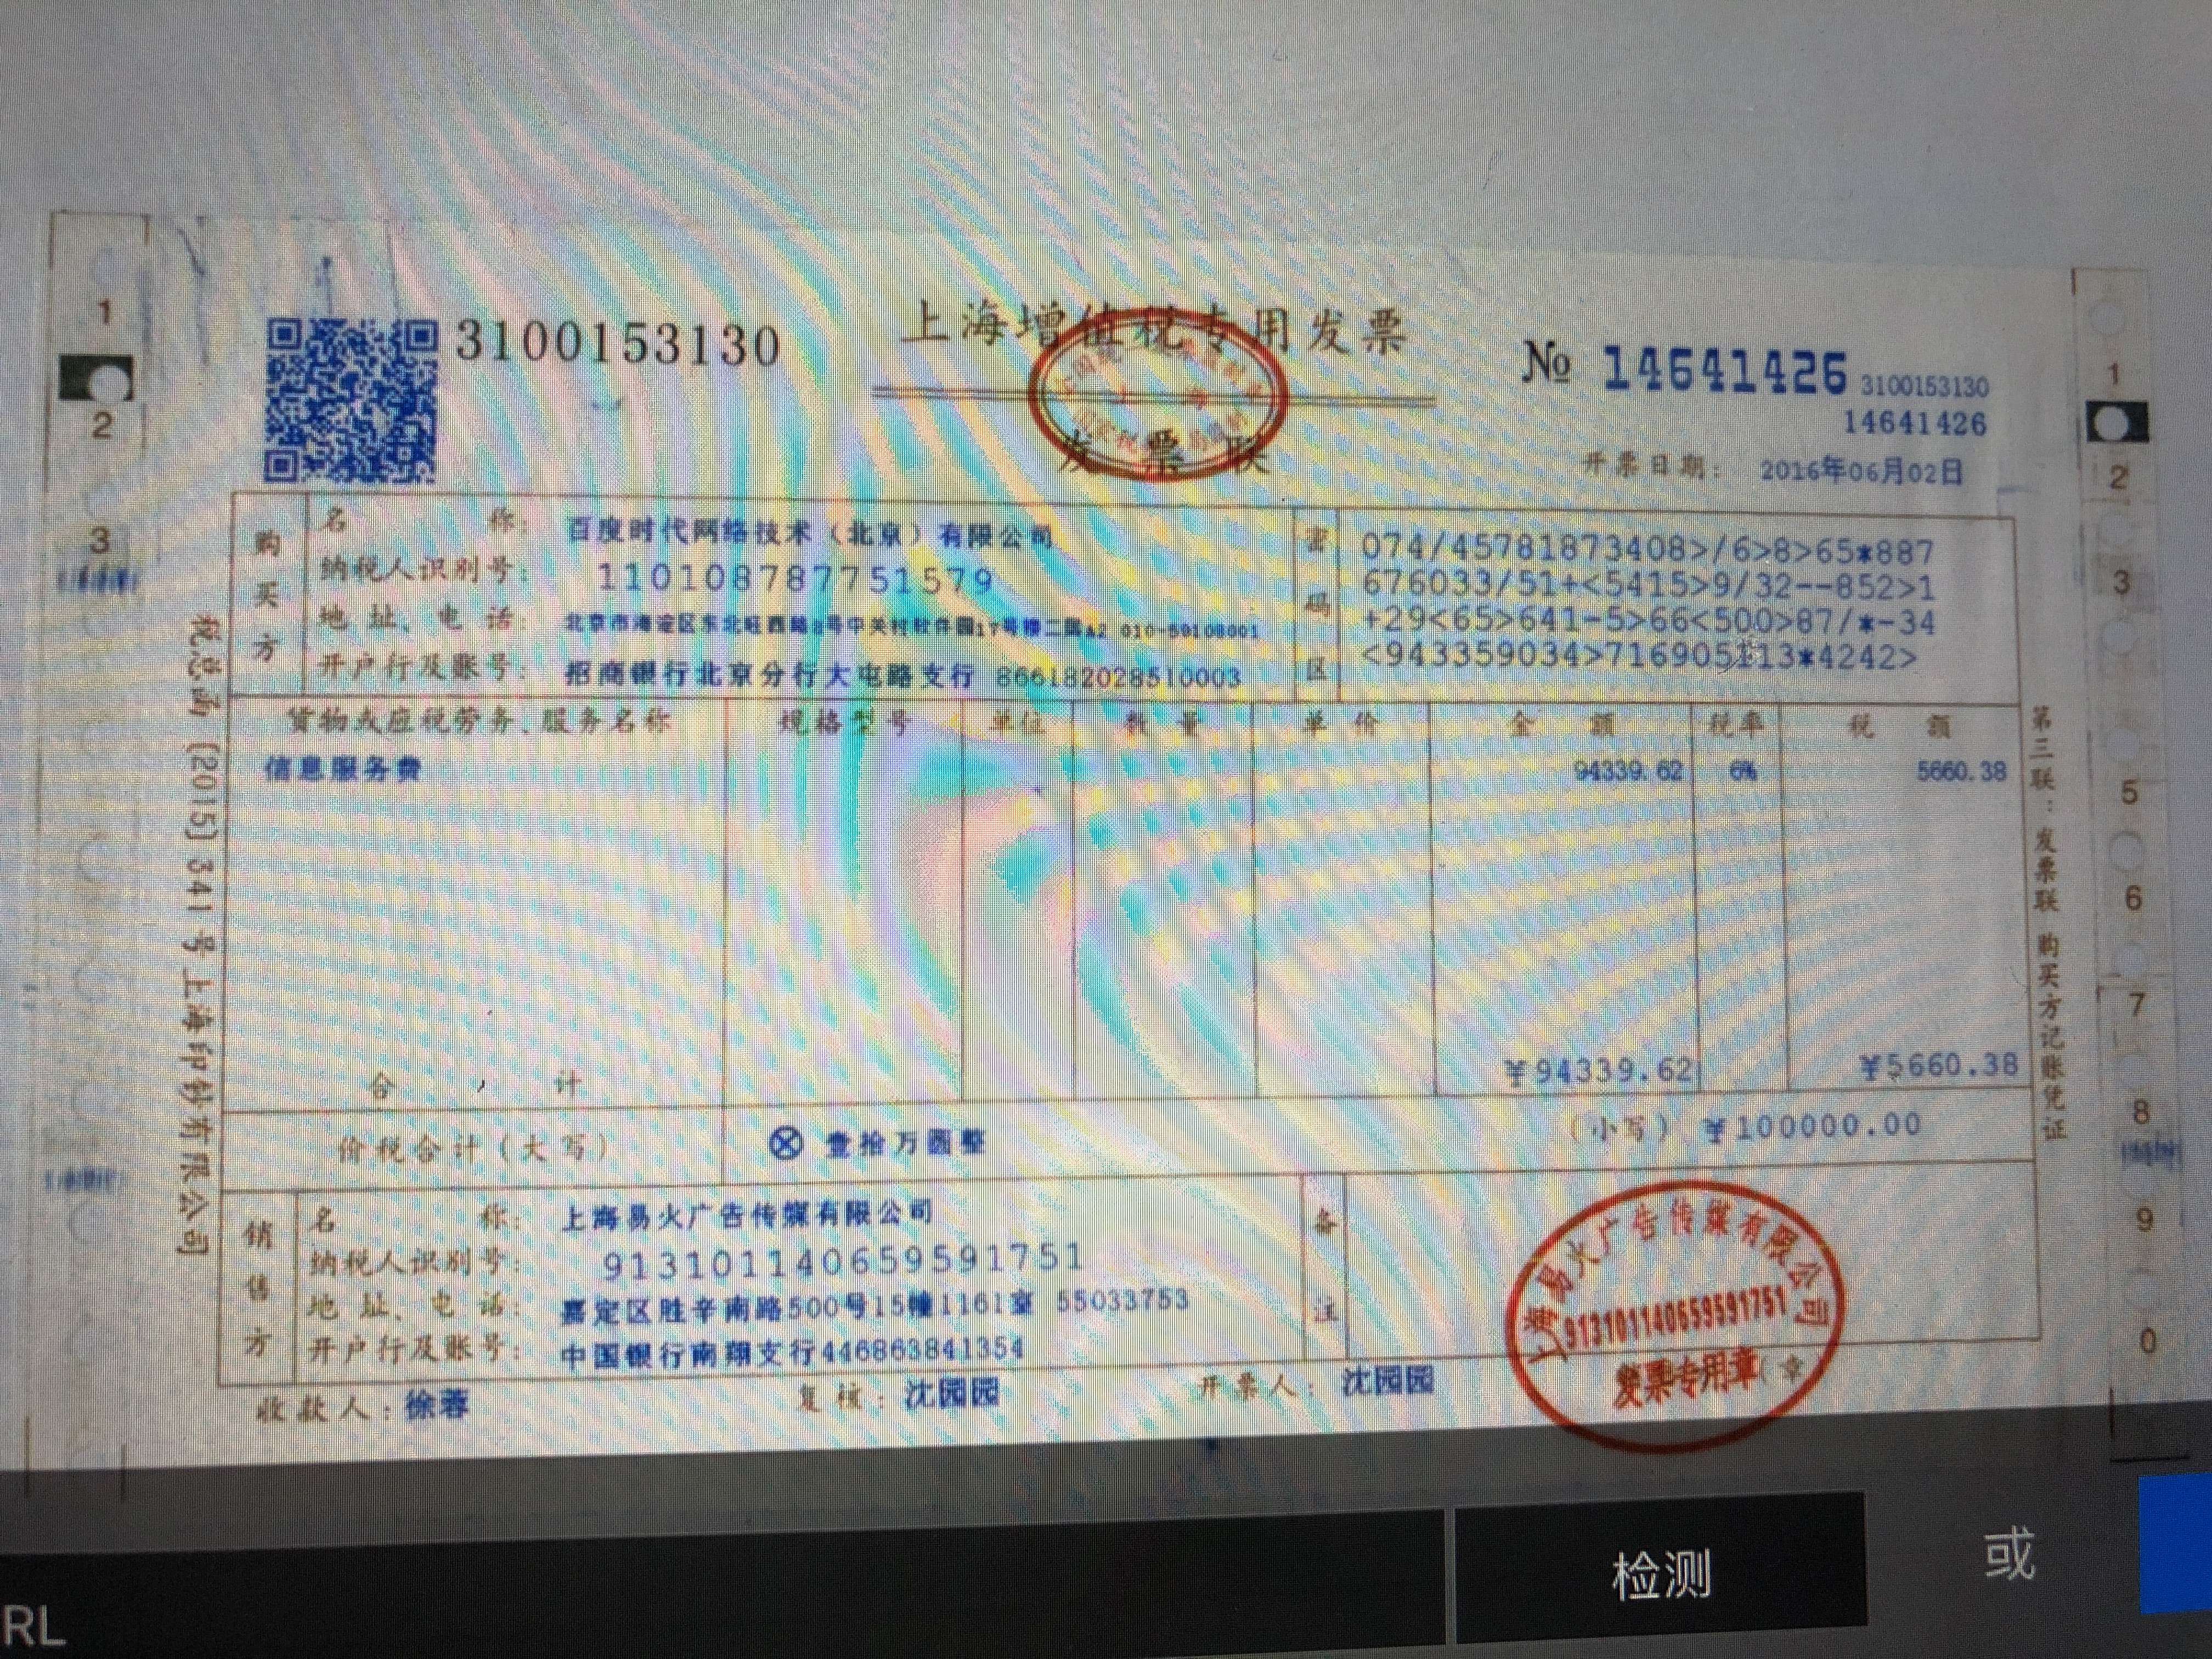 上海增值税专用发票
发票联
3100153130
№ 14641426
3100153130
14641426
开票日期： 2016年06月02日
购买方
名称： 百度时代网络技术（北京）有限公司
纳税人识别号： 110108787751579
地址、电话： 北京市海淀区东北旺西路8号中关村软件园17号楼二层A2 010-59108001
开户行及账号： 招商银行北京分行大屯路支行 866182028510003
密码区
074/45781873408>/6>8>65*887
676033/51+<5415>9/32--852>1
+29<65>641-5>66<500>87/*-34
<943359034>716905113*4242>
货物或应税劳务、服务名称 规格型号 单位 数量 单价 金额 税率 税额
信息服务费 94339.62 6% 5660.38
合计 ¥94339.62 ¥5660.38
价税合计（大写） ⊗ 壹拾万圆整 （小写） ¥100000.00
销售方
名称： 上海易火广告传媒有限公司
纳税人识别号： 913101140659591751
地址、电话： 嘉定区胜辛南路500号15幢1161室 55033753
开户行及账号： 中国银行南翔支行446863841354
备注
上海易火广告传媒有限公司
913101140659591751
发票专用章
收款人：徐蓉 复核：沈园园 开票人：沈园园
税总函〔2015〕341号上海印钞有限公司
第三联：发票联 购买方记账凭证
1
2
3
1
2
3
5
6
7
8
9
0
RL
检测
或